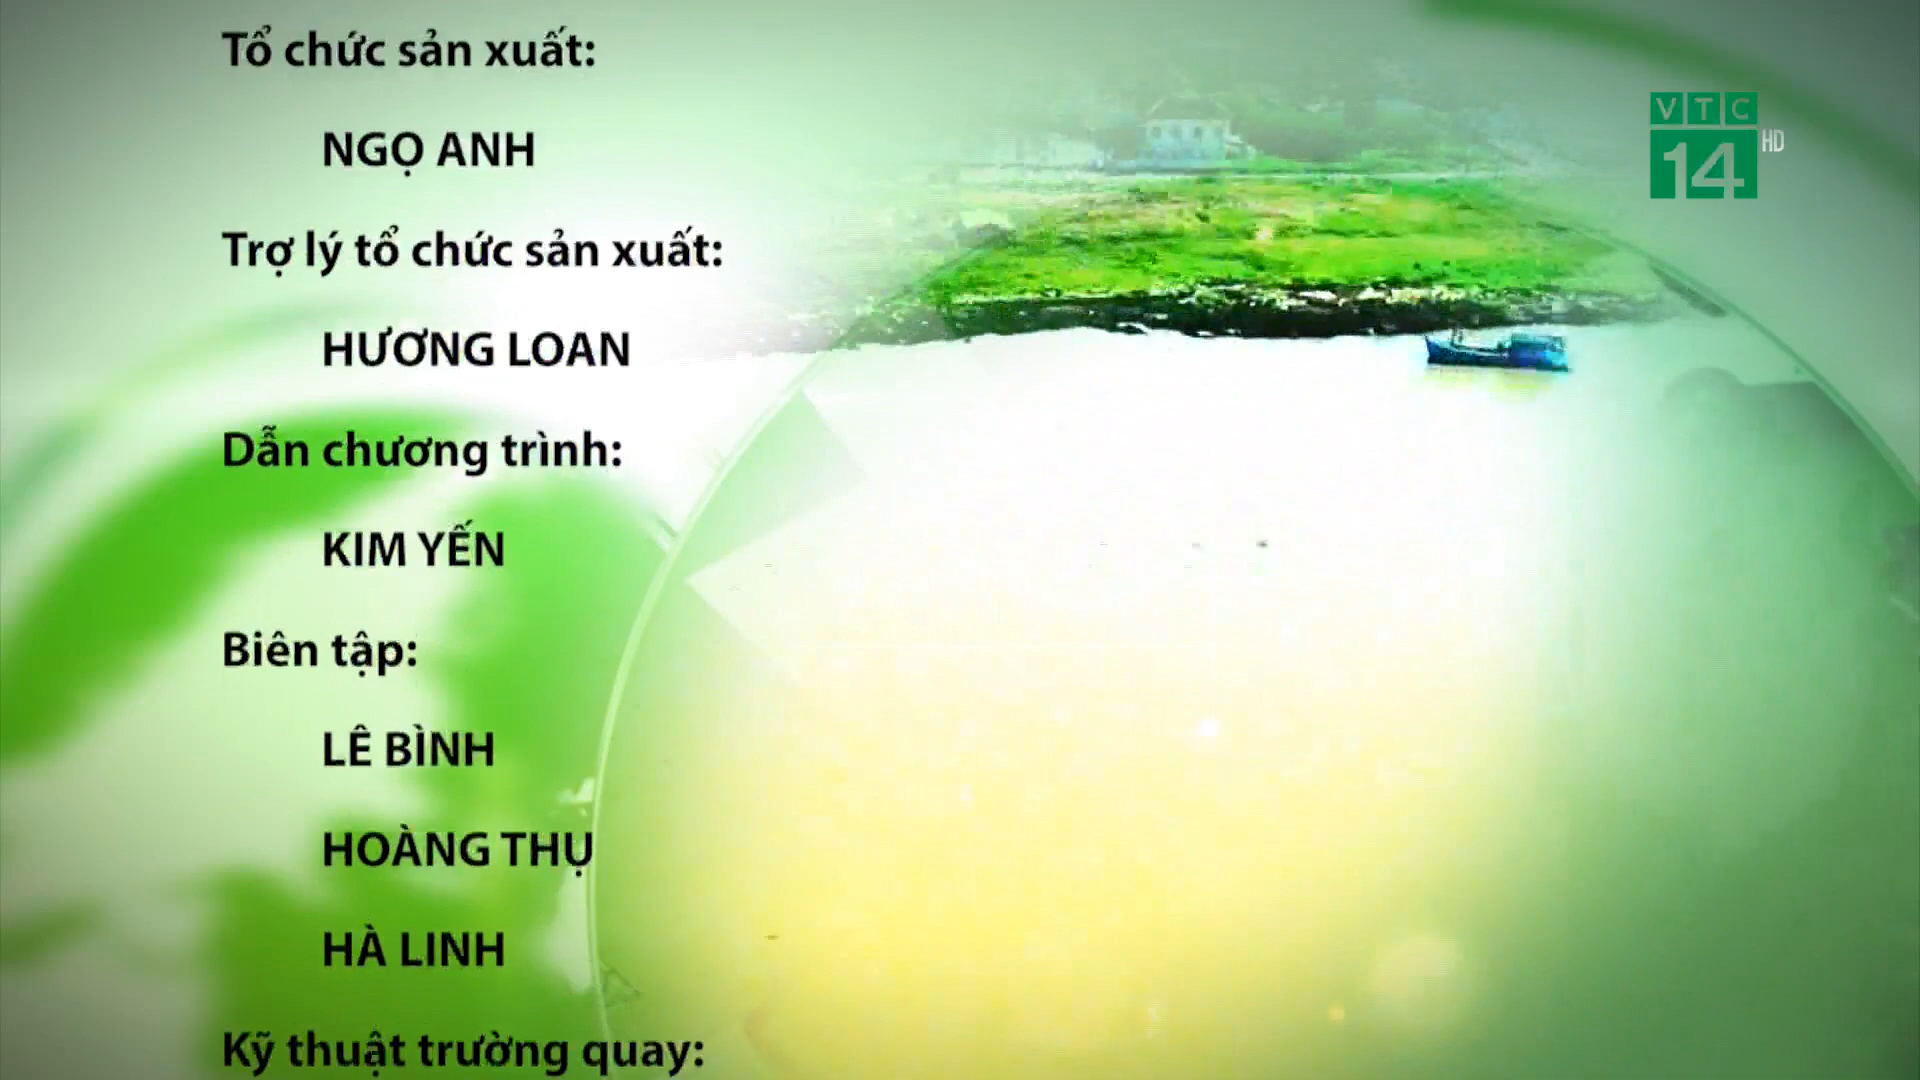 Tổ chức sản xuất:
NGỌ ANH
Trợ lý tổ chức sản xuất:
HƯƠNG LOAN
Dẫn chương trình:
KIM YẾN
Biên tập:
LÊ BÌNH
HOÀNG THỤ
HÀ LINH
Kỹ thuật trường quay:
VTC
14 HD